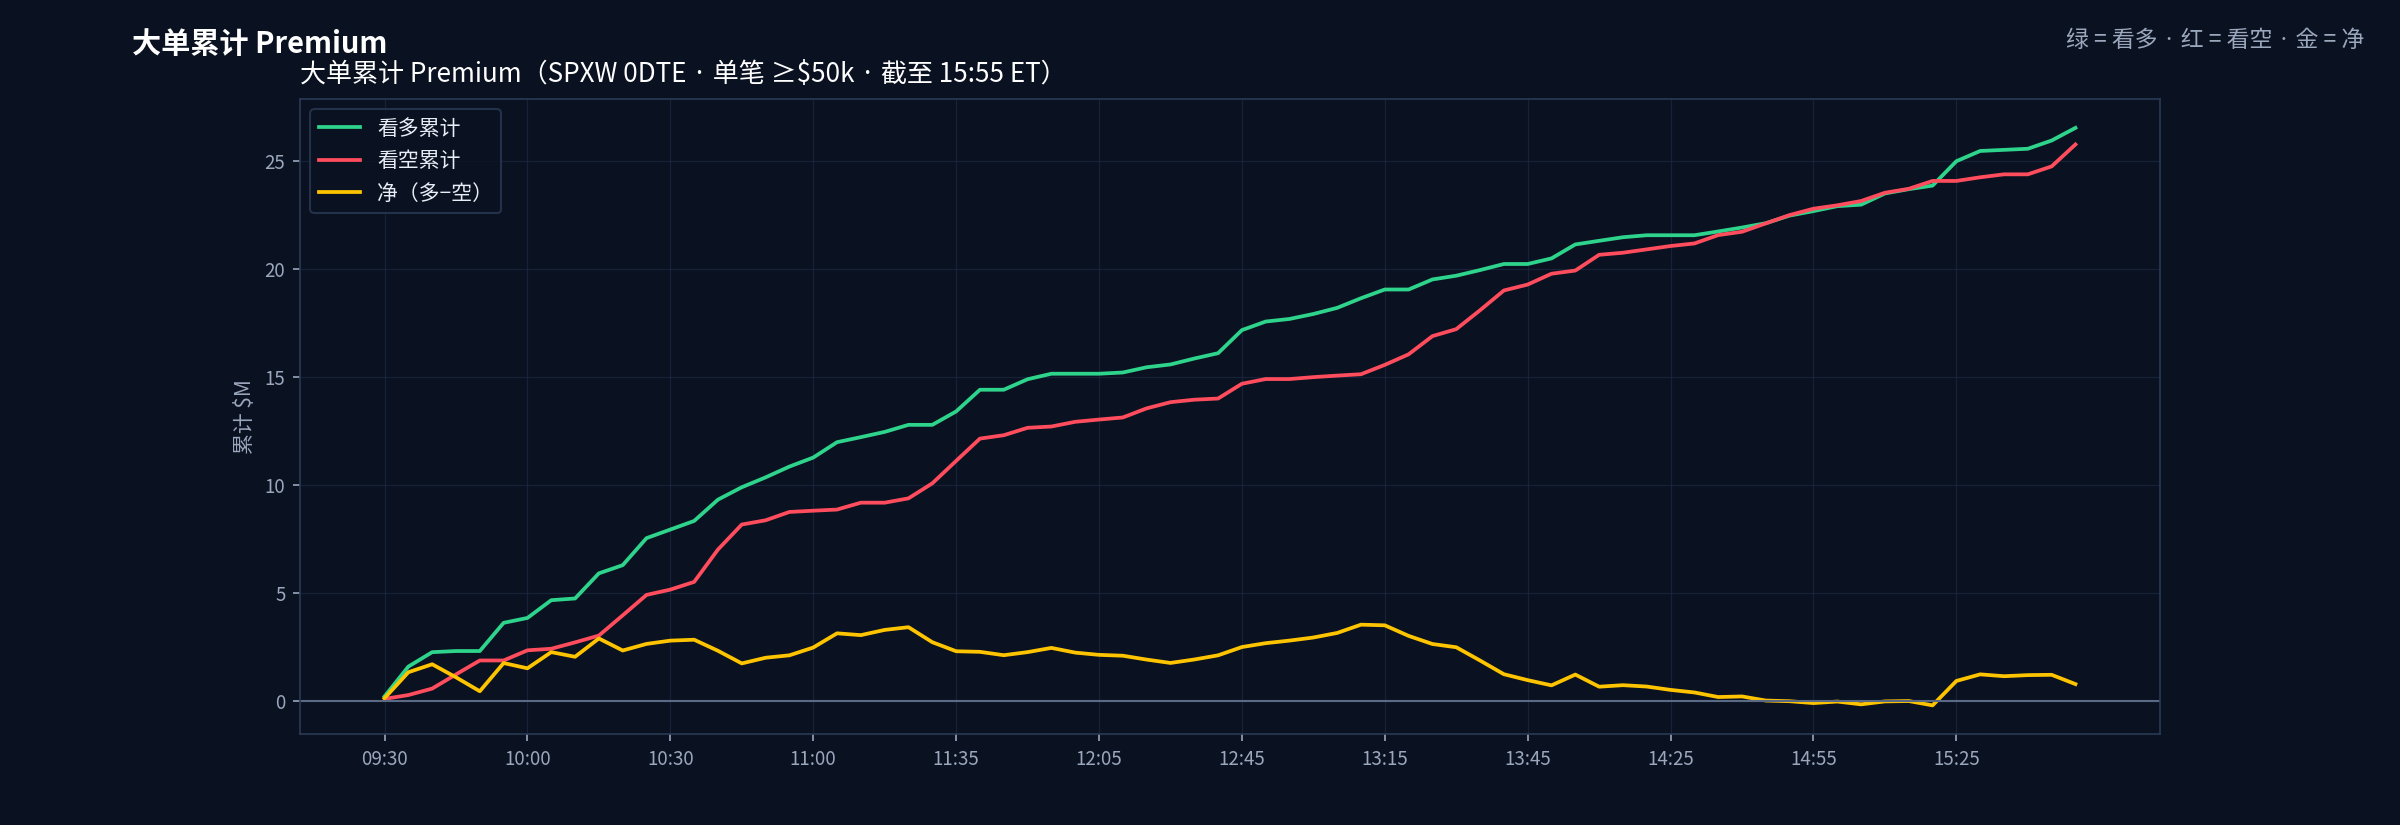 大单累计 Premium
绿 = 看多 · 红 = 看空 · 金 = 净
大单累计 Premium（SPXW 0DTE · 单笔 ≥$50k · 截至 15:55 ET）
看多累计
看空累计
净（多−空）
累计 $M
25
20
15
10
5
0
09:30 10:00 10:30 11:00 11:35 12:05 12:45 13:15 13:45 14:25 14:55 15:25